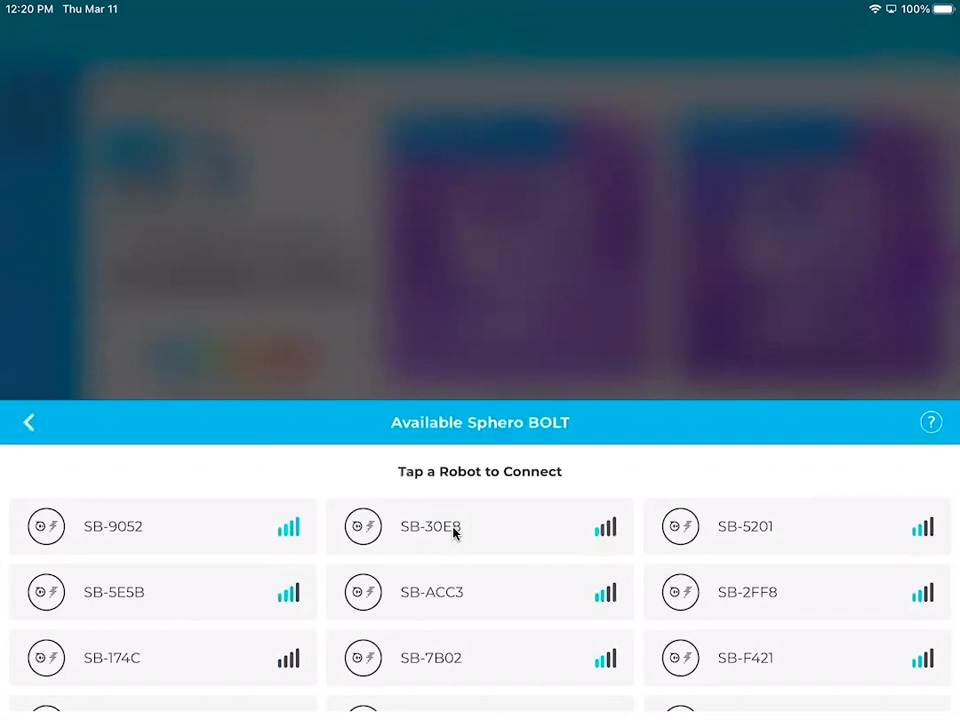 12:20 PM Thu Mar 11
100%
Available Sphero BOLT
?
Tap a Robot to Connect
SB-9052
SB-30E8
SB-5201
SB-5E5B
SB-ACC3
SB-2FF8
SB-174C
SB-7B02
SB-F421